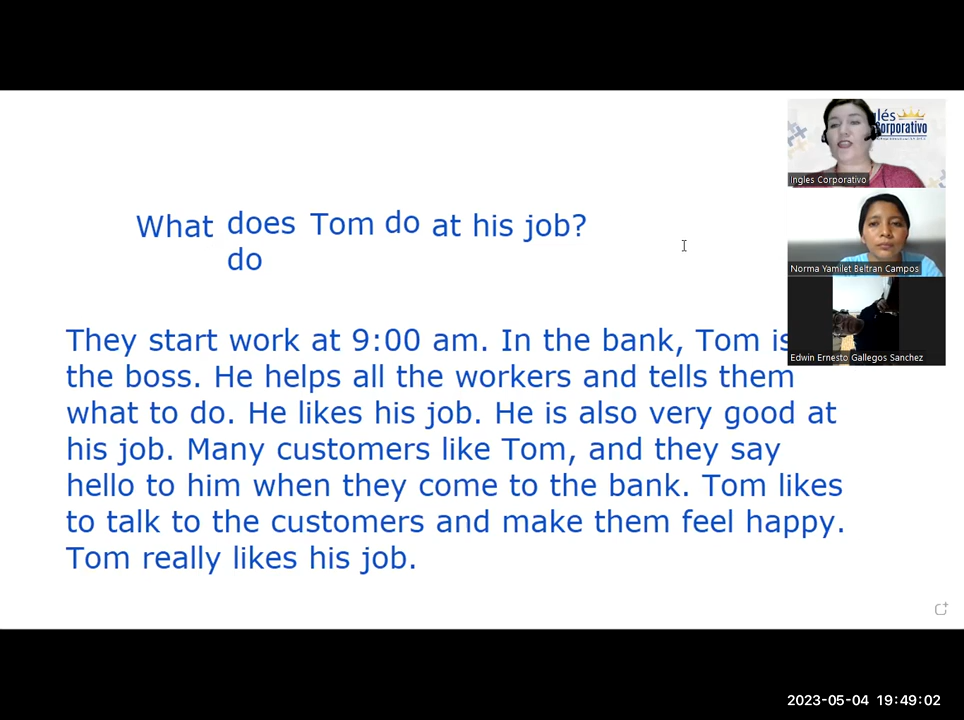 What does Tom do at his job?
do
They start work at 9:00 am. In the bank, Tom is
the boss. He helps all the workers and tells them
what to do. He likes his job. He is also very good at
his job. Many customers like Tom, and they say
hello to him when they come to the bank. Tom likes
to talk to the customers and make them feel happy.
Tom really likes his job.
lés
Corporativo
Ingles Corporativo
Norma Yamilet Beltran Campos
Edwin Ernesto Gallegos Sanchez
2023-05-04 19:49:02